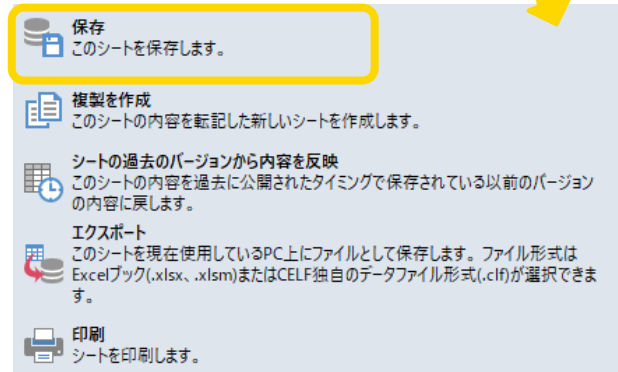 保存
このシートを保存します。
複製を作成
このシートの内容を転記した新しいシートを作成します。
シートの過去のバージョンから内容を反映
このシートの内容を過去に公開されたタイミングで保存されている以前のバージョン
の内容に戻します。
エクスポート
このシートを現在使用しているPC上にファイルとして保存します。ファイル形式は
Excelブック(.xlsx、.xlsm)またはCELF独自のデータファイル形式(.clf)が選択できま
す。
印刷
シートを印刷します。